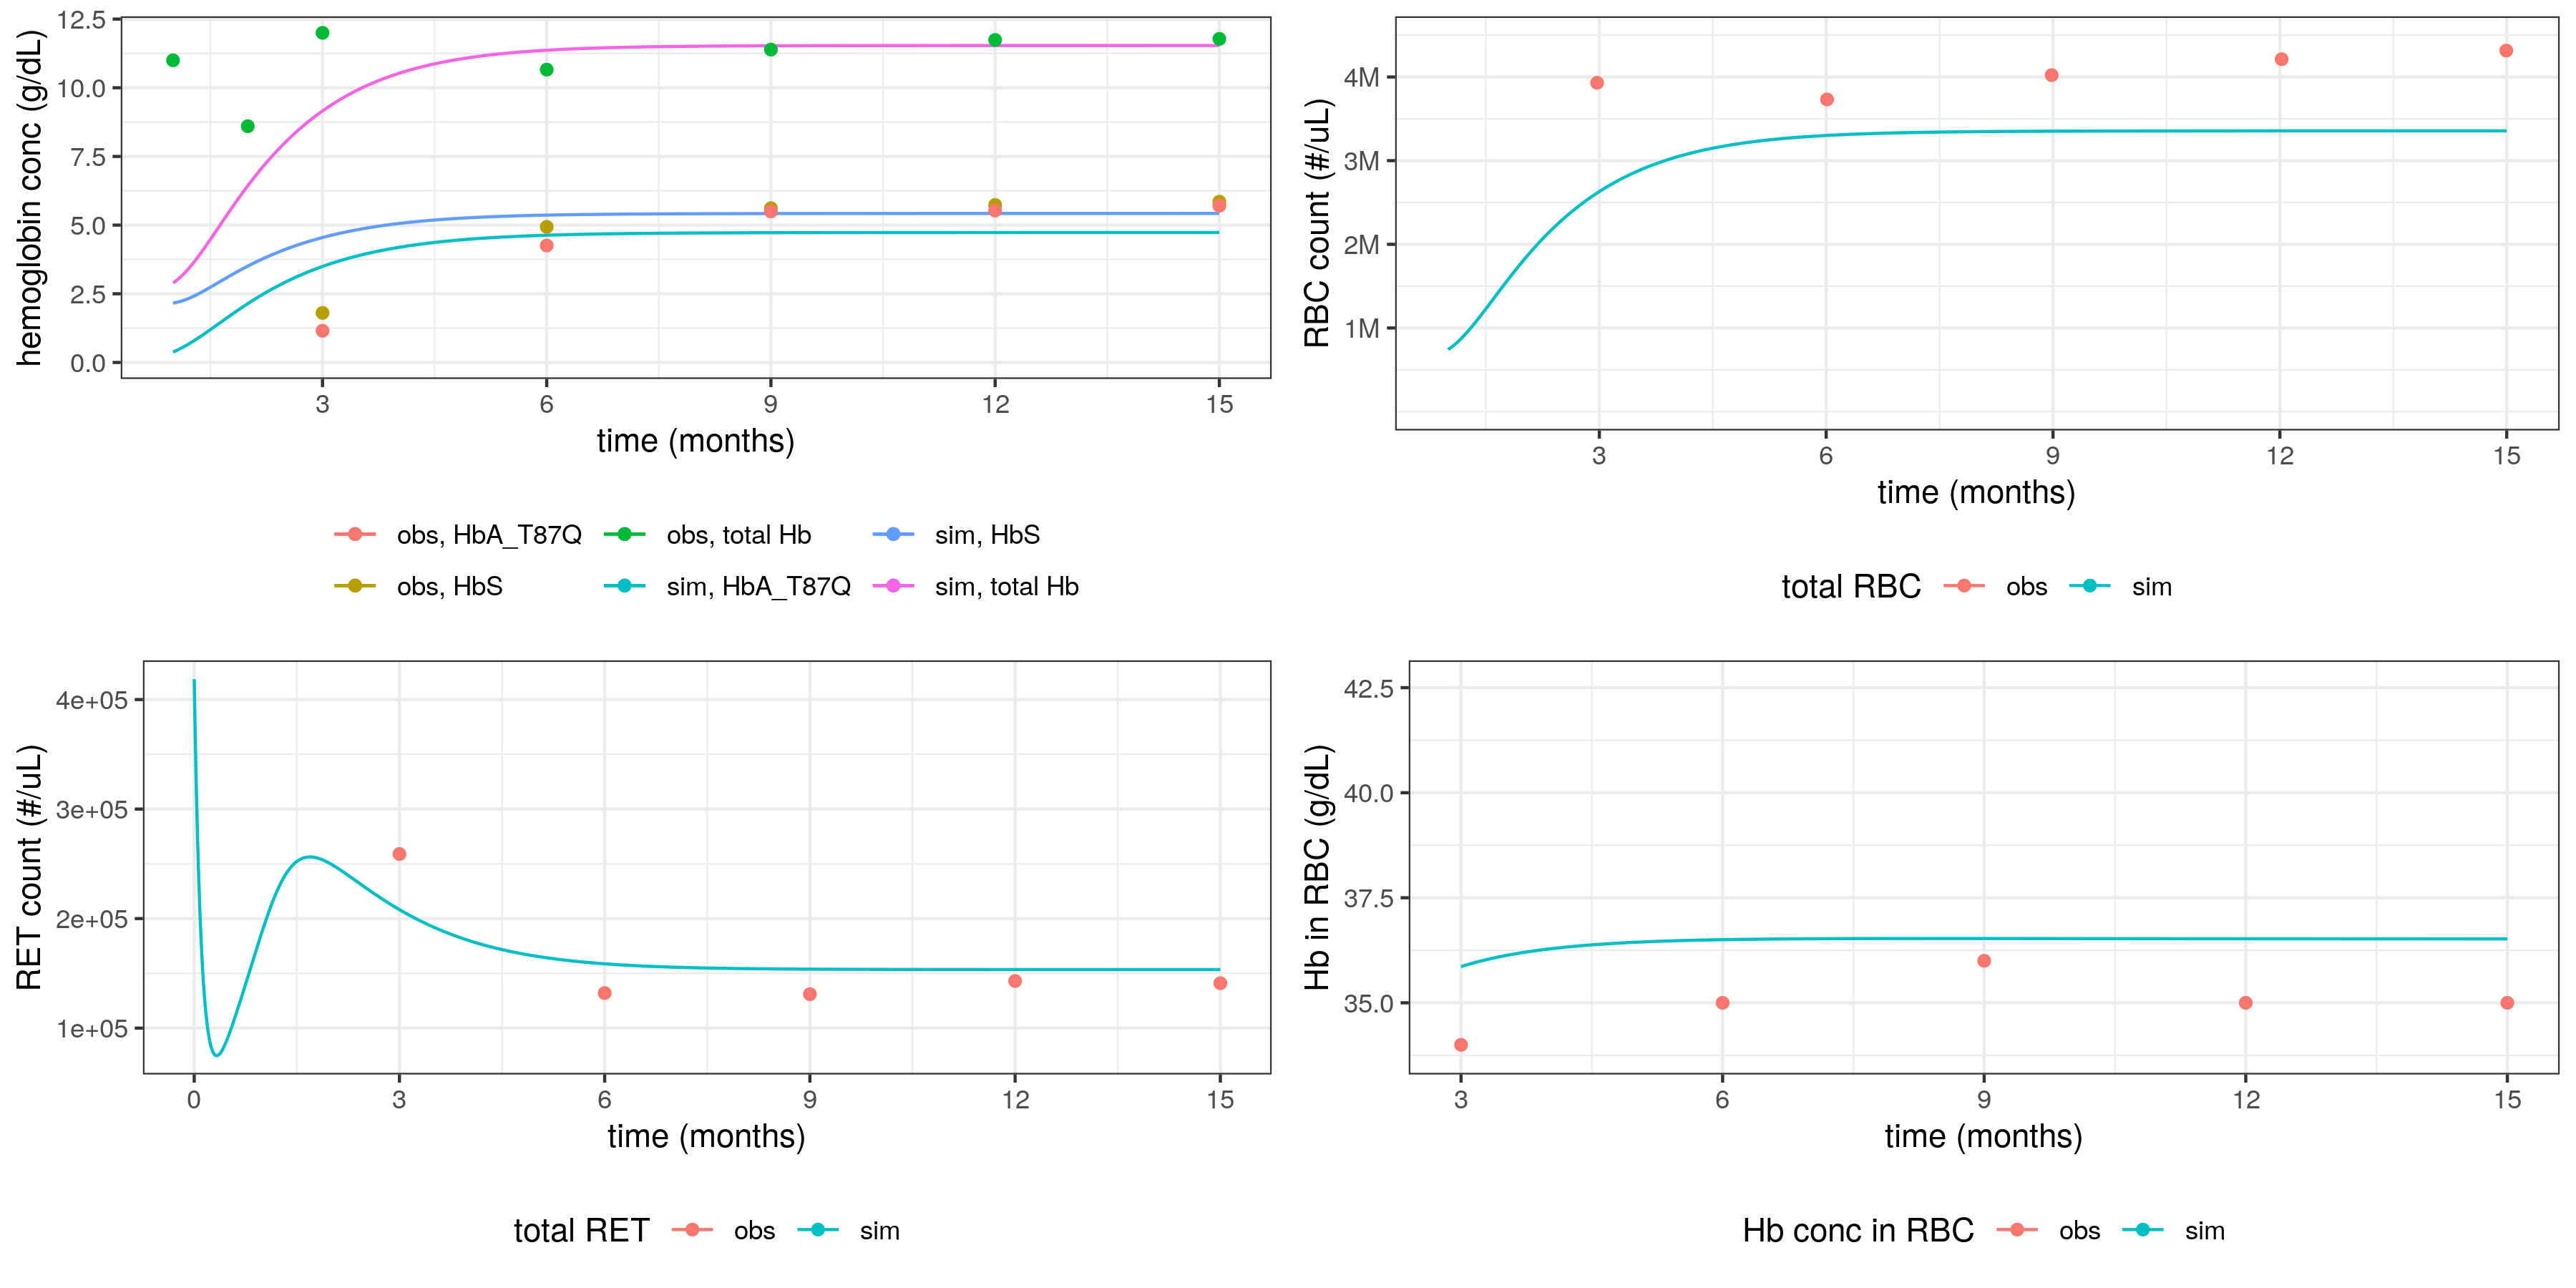 hemoglobin conc (g/dL)
12.5
10.0
7.5
5.0
2.5
0.0
3 6 9 12 15
time (months)
obs, HbA_T87Q obs, total Hb sim, HbS
obs, HbS sim, HbA_T87Q sim, total Hb
RBC count (#/uL)
4M
3M
2M
1M
3 6 9 12 15
time (months)
total RBC obs sim
RET count (#/uL)
4e+05
3e+05
2e+05
1e+05
0 3 6 9 12 15
time (months)
total RET obs sim
Hb in RBC (g/dL)
42.5
40.0
37.5
35.0
3 6 9 12 15
time (months)
Hb conc in RBC obs sim